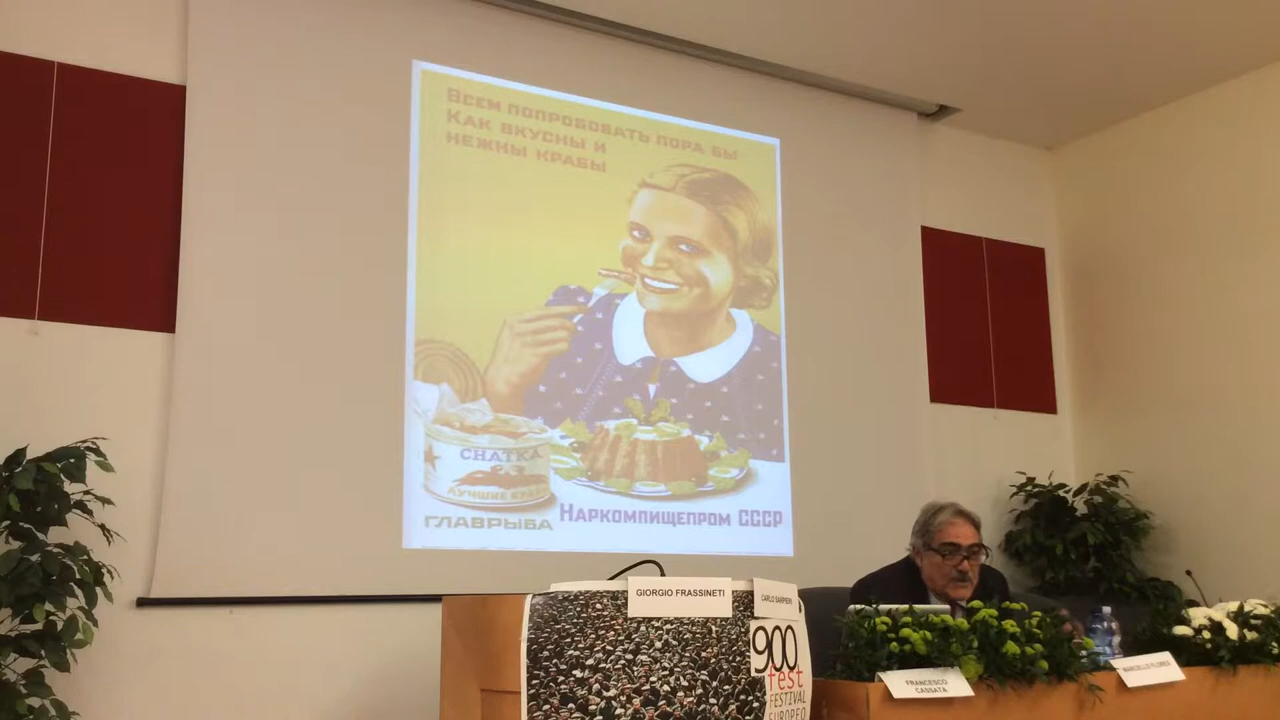 Всем попробовать пора бы
Как вкусны и
нежны крабы
СНАТКА
ЛУЧШИЕ
ГЛАВРЫБА
Наркомпищепром СССР
GIORGIO FRASSINETI
CARLO SARPIERI
900
fest
FESTIVAL
EUROPEO
FRANCESCO
CASSATA
MARCELLO FLORES